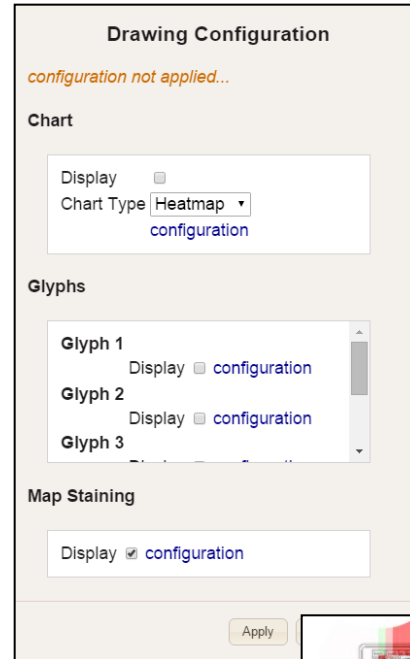 Drawing Configuration
configuration not applied...
Chart
Display
Chart Type Heatmap
configuration
Glyphs
Glyph 1
Display configuration
Glyph 2
Display configuration
Glyph 3
Map Staining
Display configuration
Apply